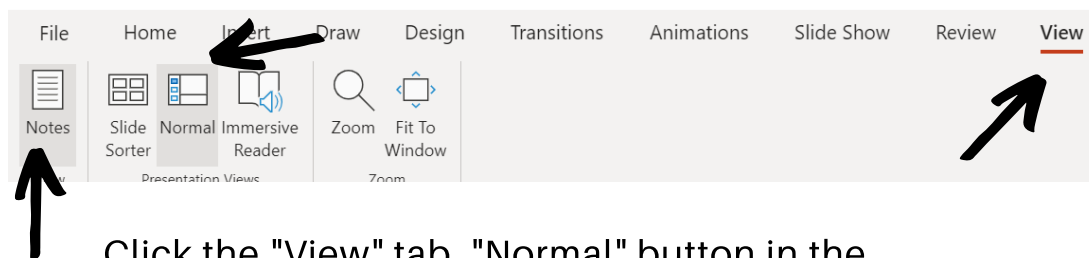 File Home Insert Draw Design Transitions Animations Slide Show Review View
Notes Slide Normal Immersive Zoom Fit To
Sorter Reader Window
Presentation Views Zoom
Click the "View" tab, "Normal" button in the